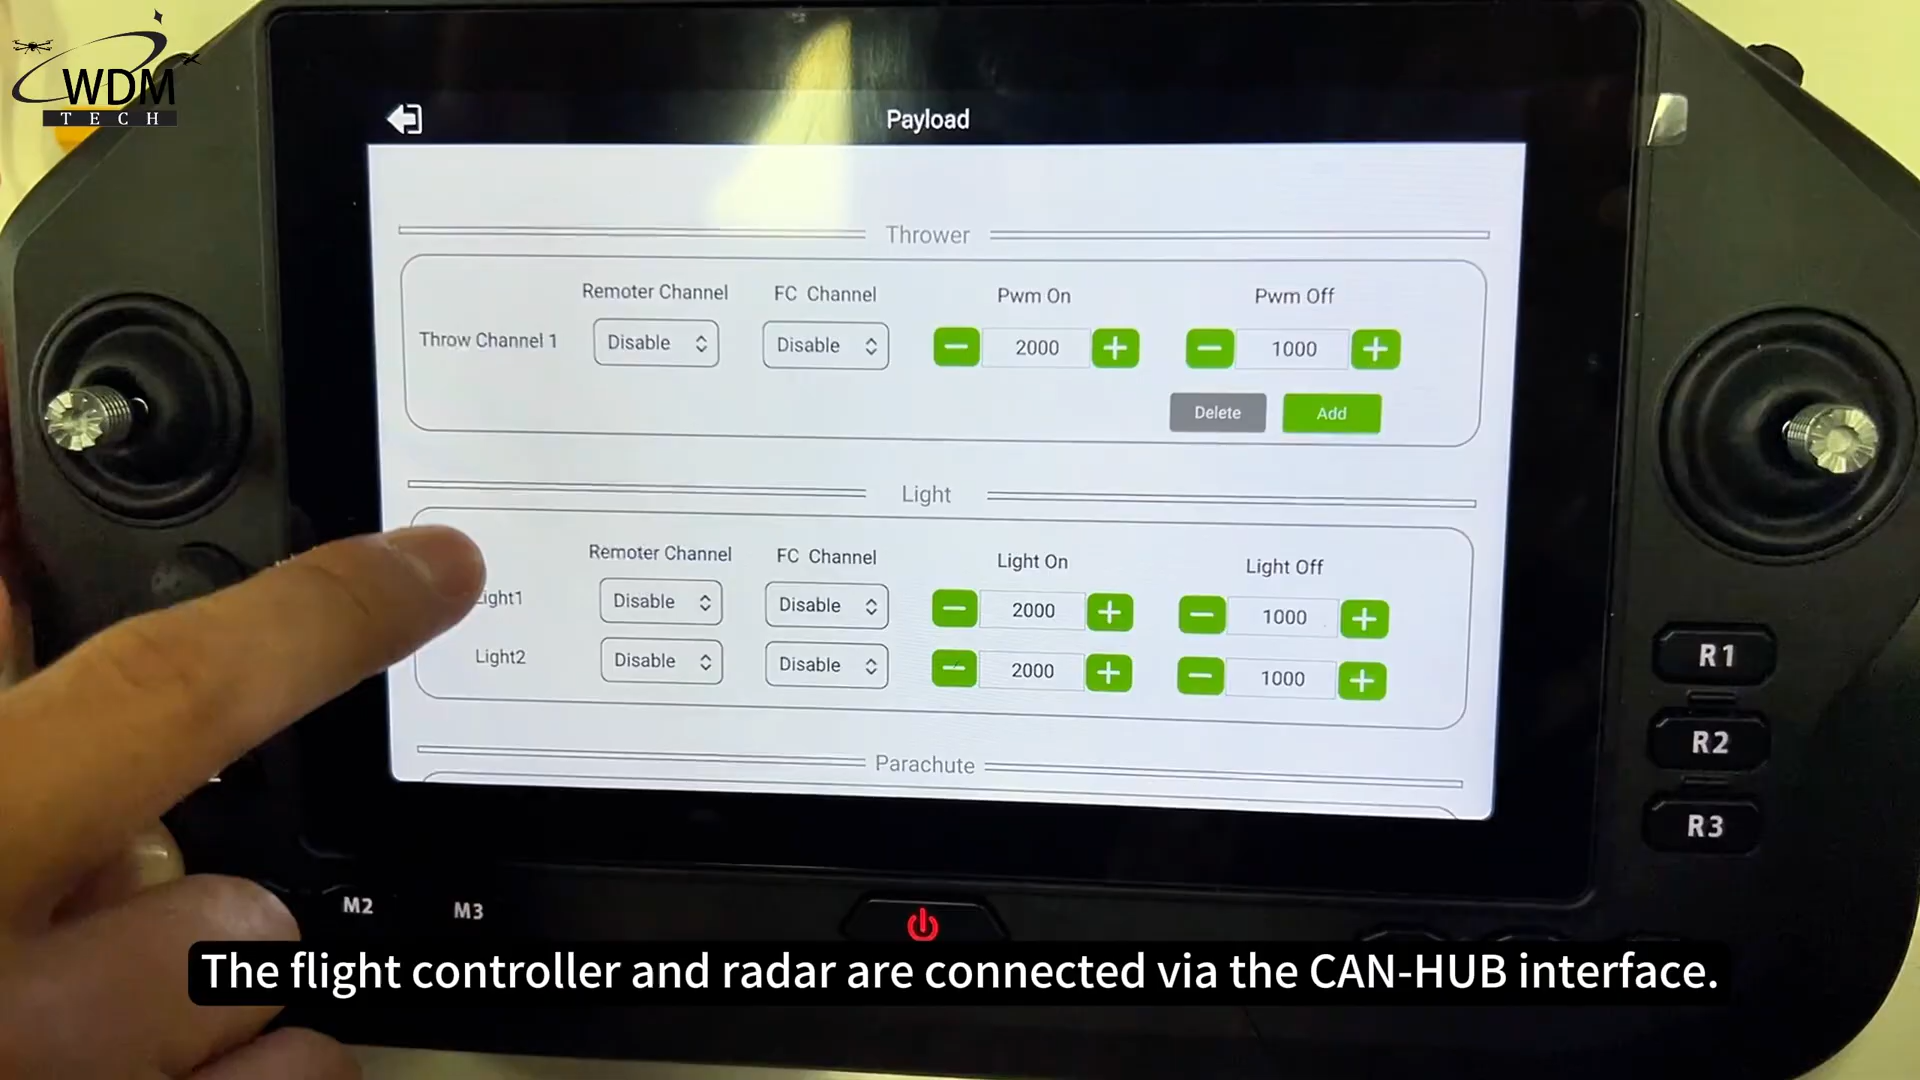 WDM
TECH
Payload
Thrower
Remoter Channel FC Channel Pwm On Pwm Off
Throw Channel 1 Disable Disable 2000 1000
Delete Add
Light
Remoter Channel FC Channel Light On Light Off
Light1 Disable Disable 2000 1000
Light2 Disable Disable 2000 1000
Parachute
R1
R2
R3
M2 M3
The flight controller and radar are connected via the CAN-HUB interface.